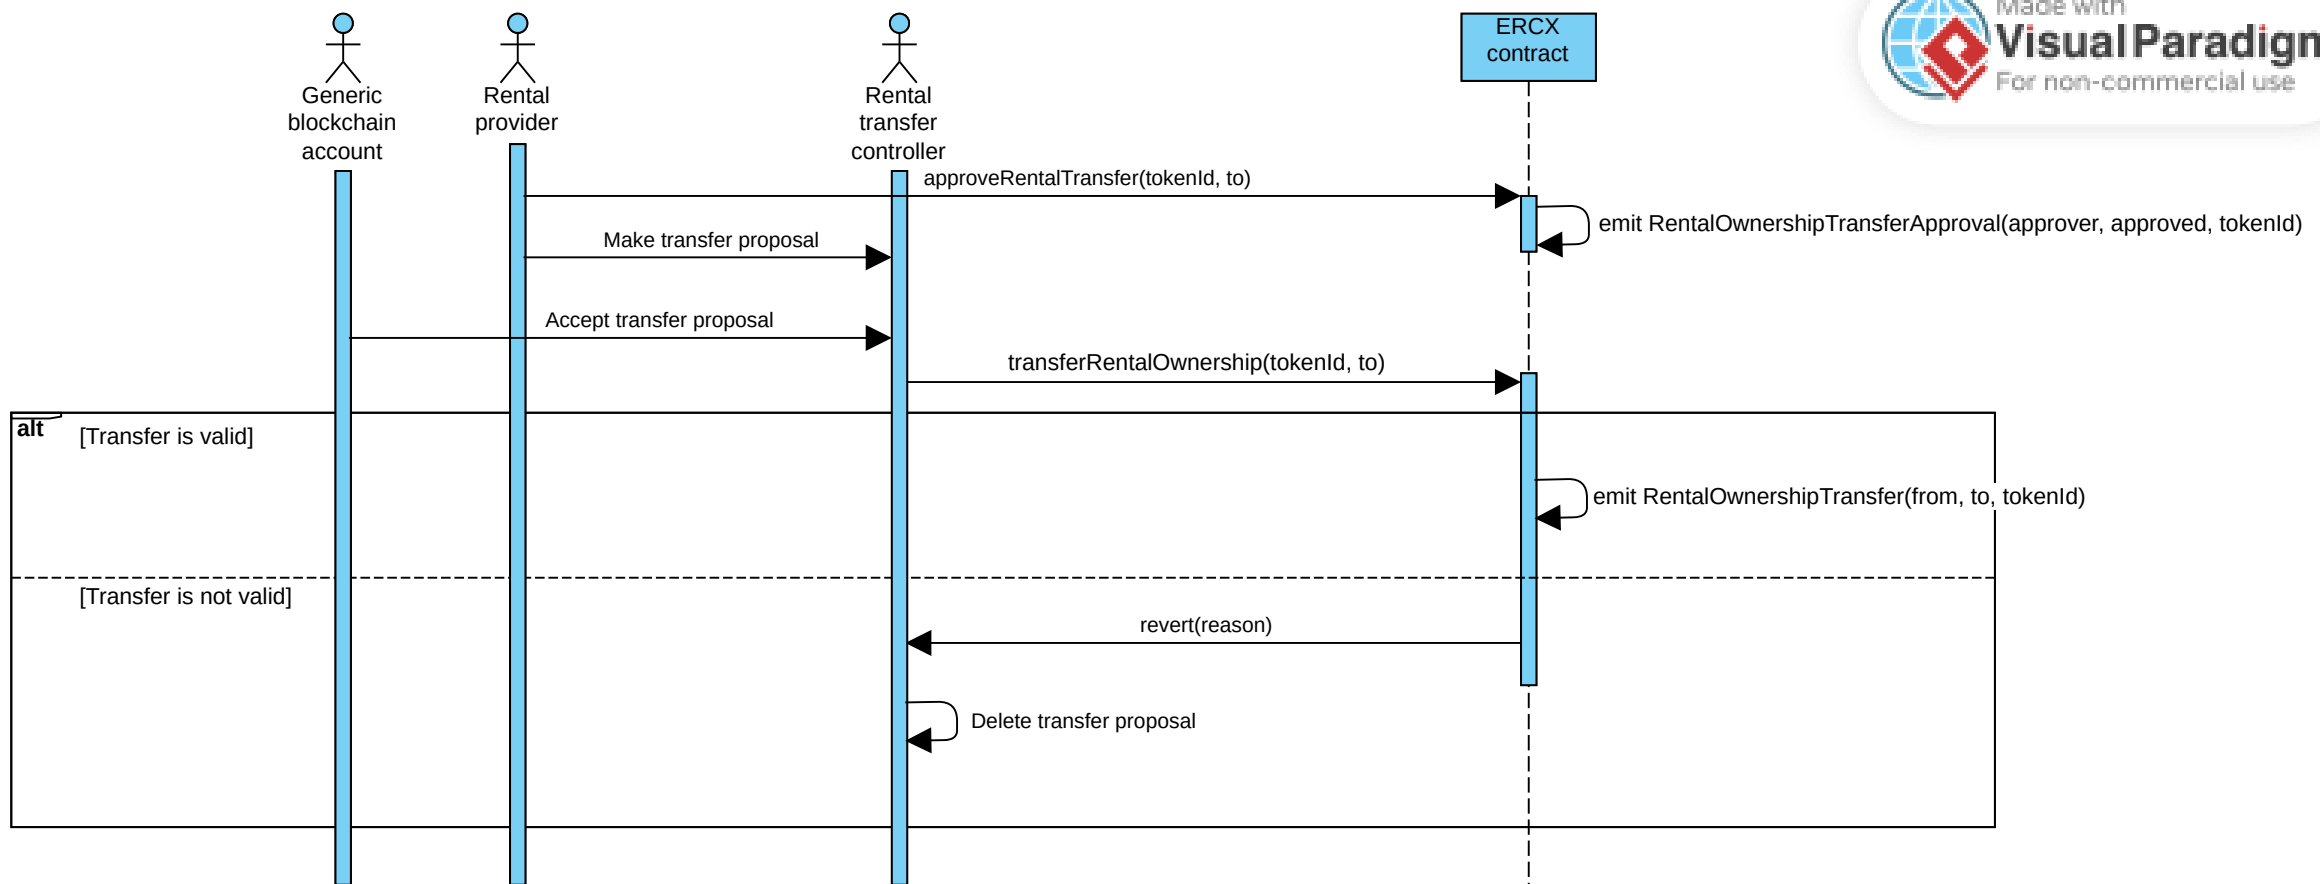 Made with
Visual Paradigm
For non-commercial use
Generic
blockchain
account
Rental
provider
Rental
transfer
controller
ERCX
contract
approveRentalTransfer(tokenId, to)
emit RentalOwnershipTransferApproval(approver, approved, tokenId)
Make transfer proposal
Accept transfer proposal
transferRentalOwnership(tokenId, to)
alt
[Transfer is valid]
emit RentalOwnershipTransfer(from, to, tokenId)
[Transfer is not valid]
revert(reason)
Delete transfer proposal